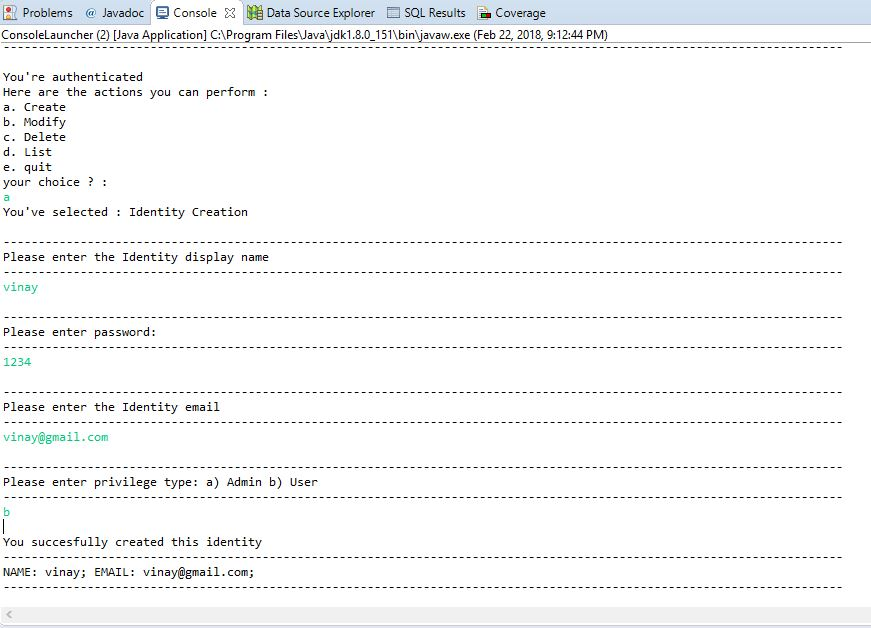 Problems @ Javadoc Console Data Source Explorer SQL Results Coverage
ConsoleLauncher (2) [Java Application] C:\Program Files\Java\jdk1.8.0_151\bin\javaw.exe (Feb 22, 2018, 9:12:44 PM)
------------------------------------------------------------------------------------------------------------------------
You're authenticated
Here are the actions you can perform :
a. Create
b. Modify
c. Delete
d. List
e. quit
your choice ? :
a
You've selected : Identity Creation
------------------------------------------------------------------------------------------------------------------------
Please enter the Identity display name
------------------------------------------------------------------------------------------------------------------------
vinay
------------------------------------------------------------------------------------------------------------------------
Please enter password:
------------------------------------------------------------------------------------------------------------------------
1234
------------------------------------------------------------------------------------------------------------------------
Please enter the Identity email
------------------------------------------------------------------------------------------------------------------------
vinay@gmail.com
------------------------------------------------------------------------------------------------------------------------
Please enter privilege type: a) Admin b) User
------------------------------------------------------------------------------------------------------------------------
b
You succesfully created this identity
------------------------------------------------------------------------------------------------------------------------
NAME: vinay; EMAIL: vinay@gmail.com;
------------------------------------------------------------------------------------------------------------------------